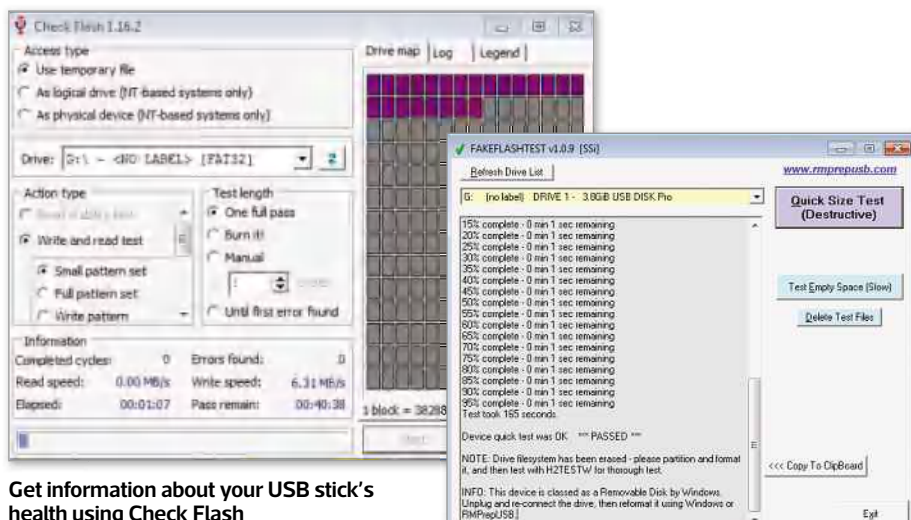 Check Flash 1.16.2
Access type
Use temporary file
As logical drive (NT-based systems only)
As physical device (NT-based systems only)
Drive: G:\ - <NO LABEL> [FAT32]
Action type
Write and read test
Small pattern set
Full pattern set
Write pattern
Test length
One full pass
Burn it!
Manual
Until first error found
Information
Completed cycles: 0 Errors found: 0
Read speed: 0.00 MB/s Write speed: 6.31 MB/s
Elapsed: 00:01:07 Pass remain: 00:40:38
Drive map Log Legend
1 block = 38288
Start
FAKEFLASHTEST v1.0.9 [SSi]
Refresh Drive List
www.rmprepusb.com
G: (no label) DRIVE 1 - 3.8GiB USB DISK Pro
Quick Size Test
(Destructive)
Test Empty Space (Slow)
Delete Test Files
15% complete - 0 min 1 sec remaining
20% complete - 0 min 1 sec remaining
25% complete - 0 min 1 sec remaining
30% complete - 0 min 1 sec remaining
35% complete - 0 min 1 sec remaining
40% complete - 0 min 1 sec remaining
45% complete - 0 min 1 sec remaining
50% complete - 0 min 1 sec remaining
55% complete - 0 min 1 sec remaining
60% complete - 0 min 1 sec remaining
65% complete - 0 min 1 sec remaining
70% complete - 0 min 1 sec remaining
75% complete - 0 min 1 sec remaining
80% complete - 0 min 1 sec remaining
85% complete - 0 min 1 sec remaining
90% complete - 0 min 1 sec remaining
95% complete - 0 min 1 sec remaining
Test took 165 seconds.
Device quick test was OK *** PASSED ***
NOTE: Drive filesystem has been erased - please partition and format
it, and then test with H2TESTW for thorough test.
INFO: This device is classed as a Removable Disk by Windows.
Unplug and re-connect the drive, then reformat it using Windows or
RMPrepUSB.
<<< Copy To ClipBoard
Exit
Get information about your USB stick's
health using Check Flash